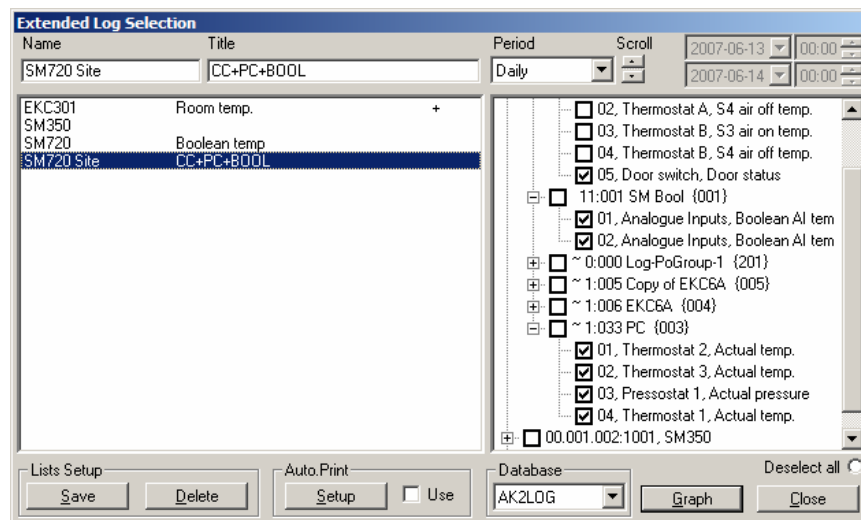 Extended Log Selection
Name Title Period Scroll 2007-06-13 00:00
SM720 Site CC+PC+BOOL Daily 2007-06-14 00:00
EKC301 Room temp. +
SM350
SM720 Boolean temp
SM720 Site CC+PC+BOOL
02, Thermostat A, S4 air off temp.
03, Thermostat B, S3 air on temp.
04, Thermostat B, S4 air off temp.
05, Door switch, Door status
11:001 SM Bool {001}
01, Analogue Inputs, Boolean AI tem
02, Analogue Inputs, Boolean AI tem
~ 0:000 Log-PoGroup-1 {201}
~ 1:005 Copy of EKC6A {005}
~ 1:006 EKC6A {004}
~ 1:033 PC {003}
01, Thermostat 2, Actual temp.
02, Thermostat 3, Actual temp.
03, Pressostat 1, Actual pressure
04, Thermostat 1, Actual temp.
00.001.002:1001, SM350
Lists Setup Auto.Print Database Deselect all
Save Delete Setup Use AK2LOG Graph Close